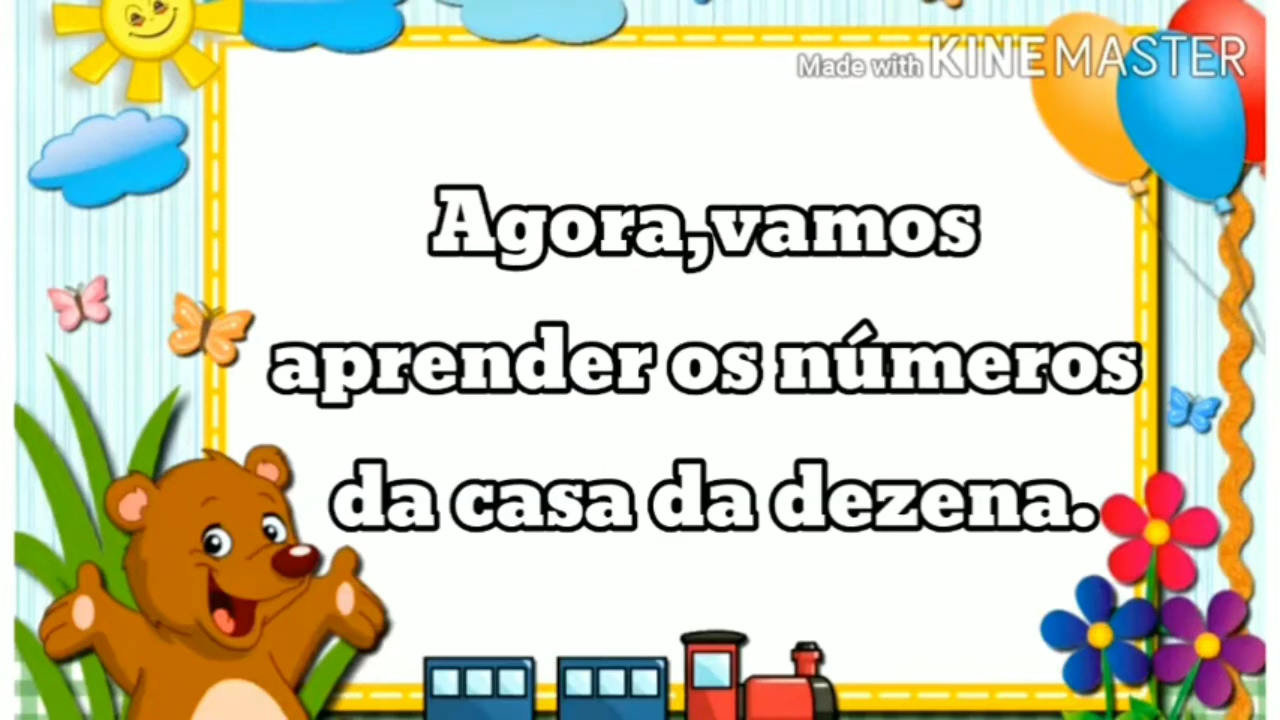 Made with KINEMASTER
Agora,vamos
aprender os números
da casa da dezena.